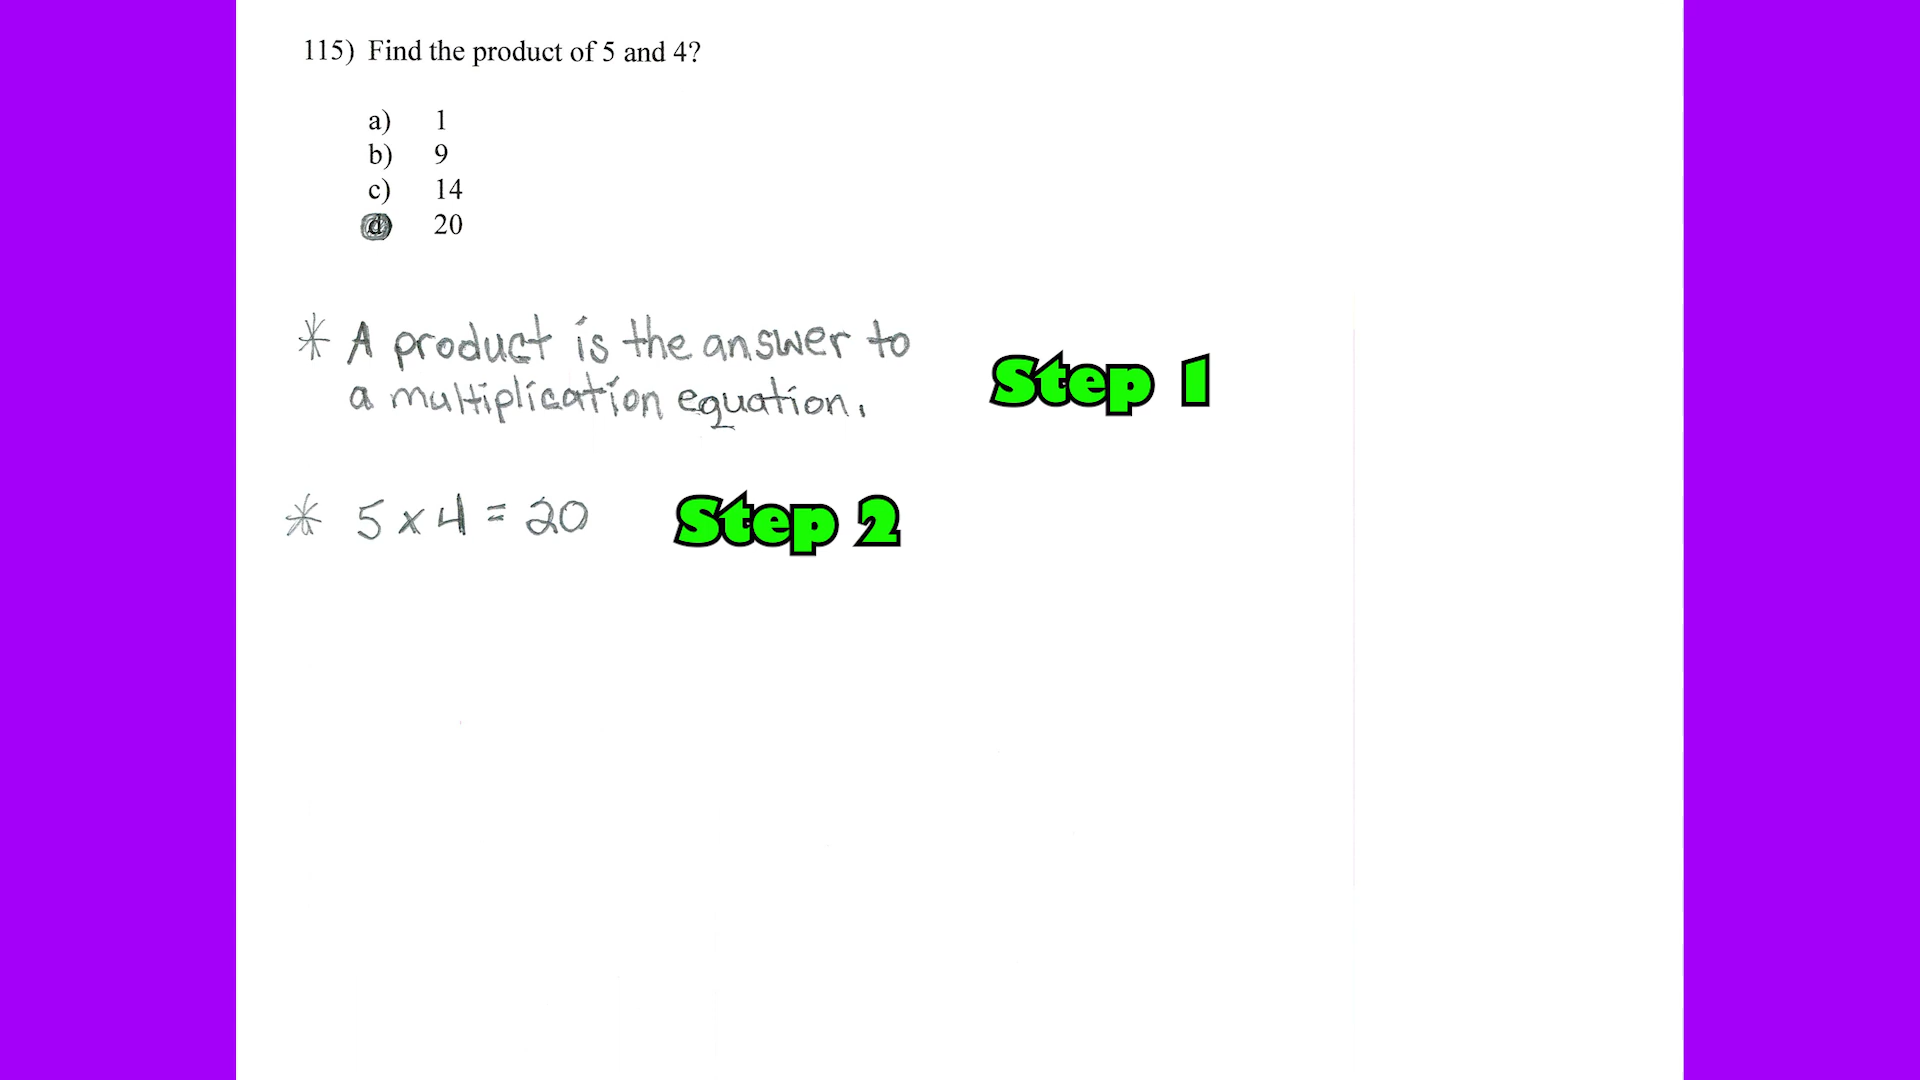 115) Find the product of 5 and 4?
a) 1
b) 9
c) 14
d) 20
* A product is the answer to
a multiplication equation.
Step 1
* 5 x 4 = 20
Step 2